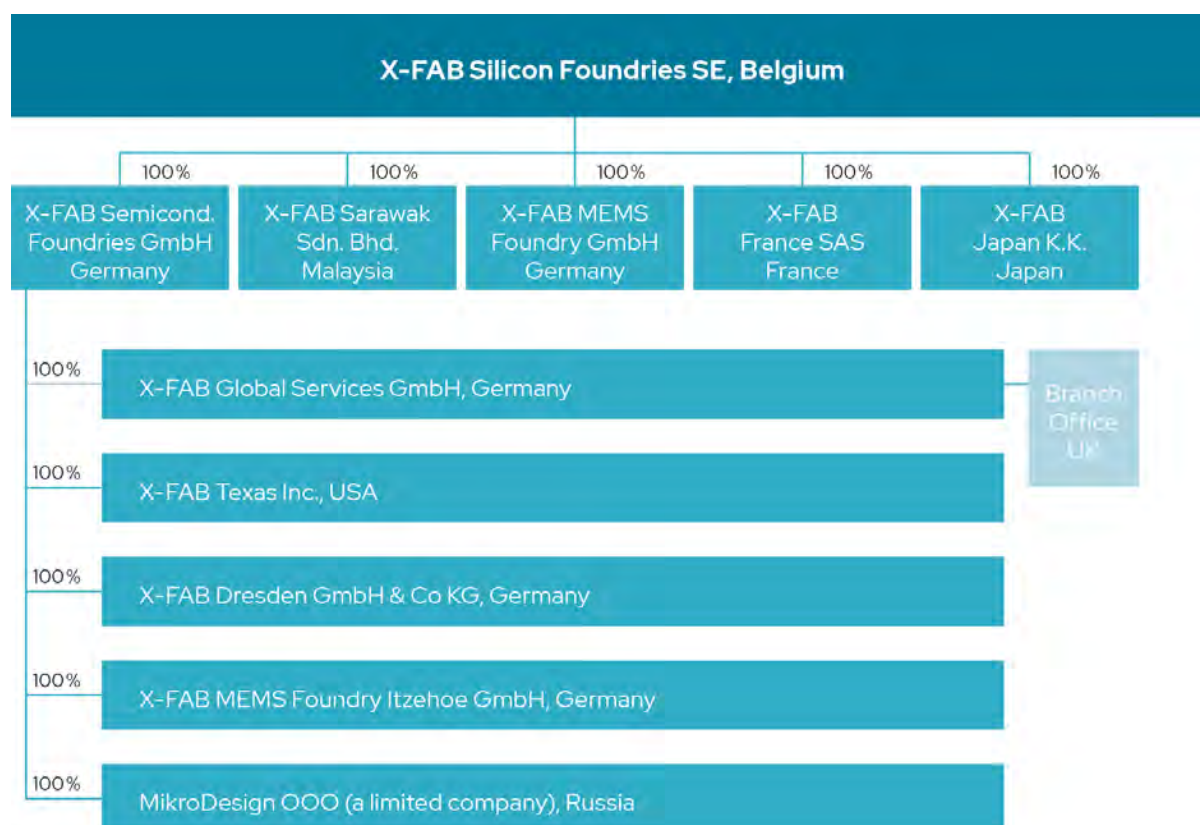 X-FAB Silicon Foundries SE, Belgium
100%
100%
100%
100%
100%
X-FAB Semicond.
Foundries GmbH
Germany
X-FAB Sarawak
Sdn. Bhd.
Malaysia
X-FAB MEMS
Foundry GmbH
Germany
X-FAB
France SAS
France
X-FAB
Japan K.K.
Japan
100%
X-FAB Global Services GmbH, Germany
Branch
Office
UK
100%
X-FAB Texas Inc., USA
100%
X-FAB Dresden GmbH & Co KG, Germany
100%
X-FAB MEMS Foundry Itzehoe GmbH, Germany
100%
MikroDesign OOO (a limited company), Russia